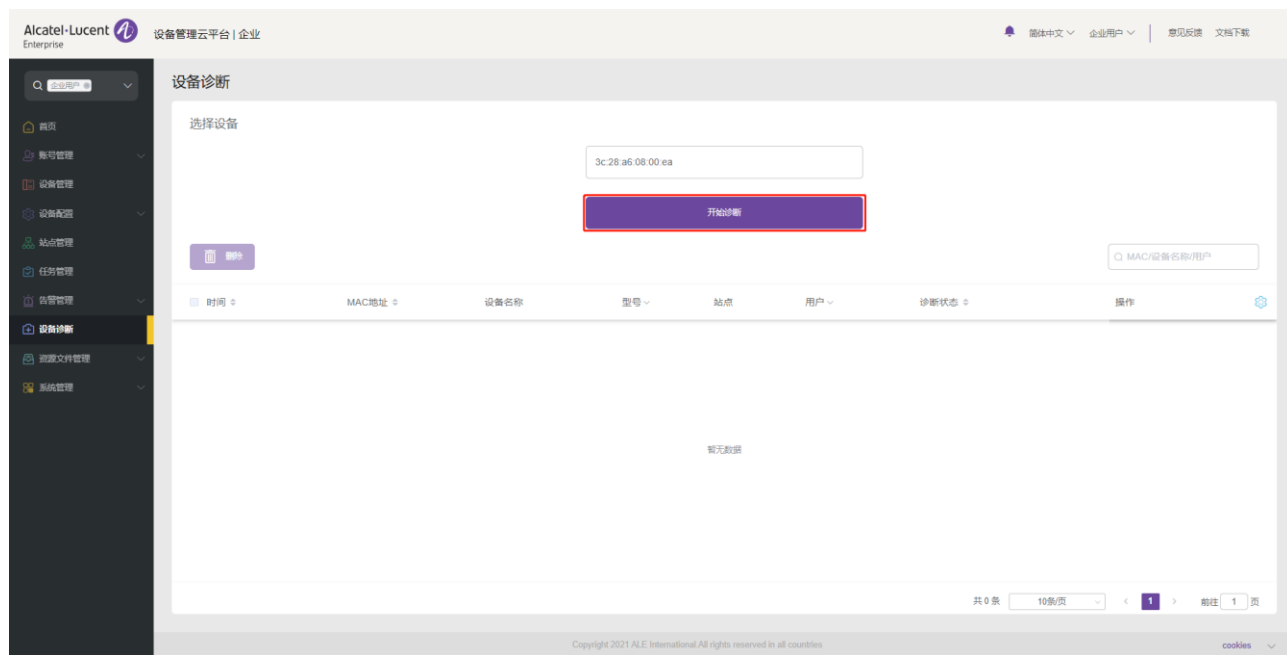 Alcatel·Lucent
Enterprise
设备管理云平台 | 企业
简体中文
企业用户
意见反馈
文档下载
企业用户
首页
账号管理
设备管理
设备配置
站点管理
任务管理
告警管理
设备诊断
资源文件管理
系统管理
设备诊断
选择设备
3c:28:a6:08:00:ea
开始诊断
删除
MAC/设备名称/用户
时间 MAC地址 设备名称 型号 站点 用户 诊断状态 操作
暂无数据
共 0 条 10条/页 < 1 > 前往 1 页
Copyright 2021 ALE International.All rights reserved in all countries
cookies